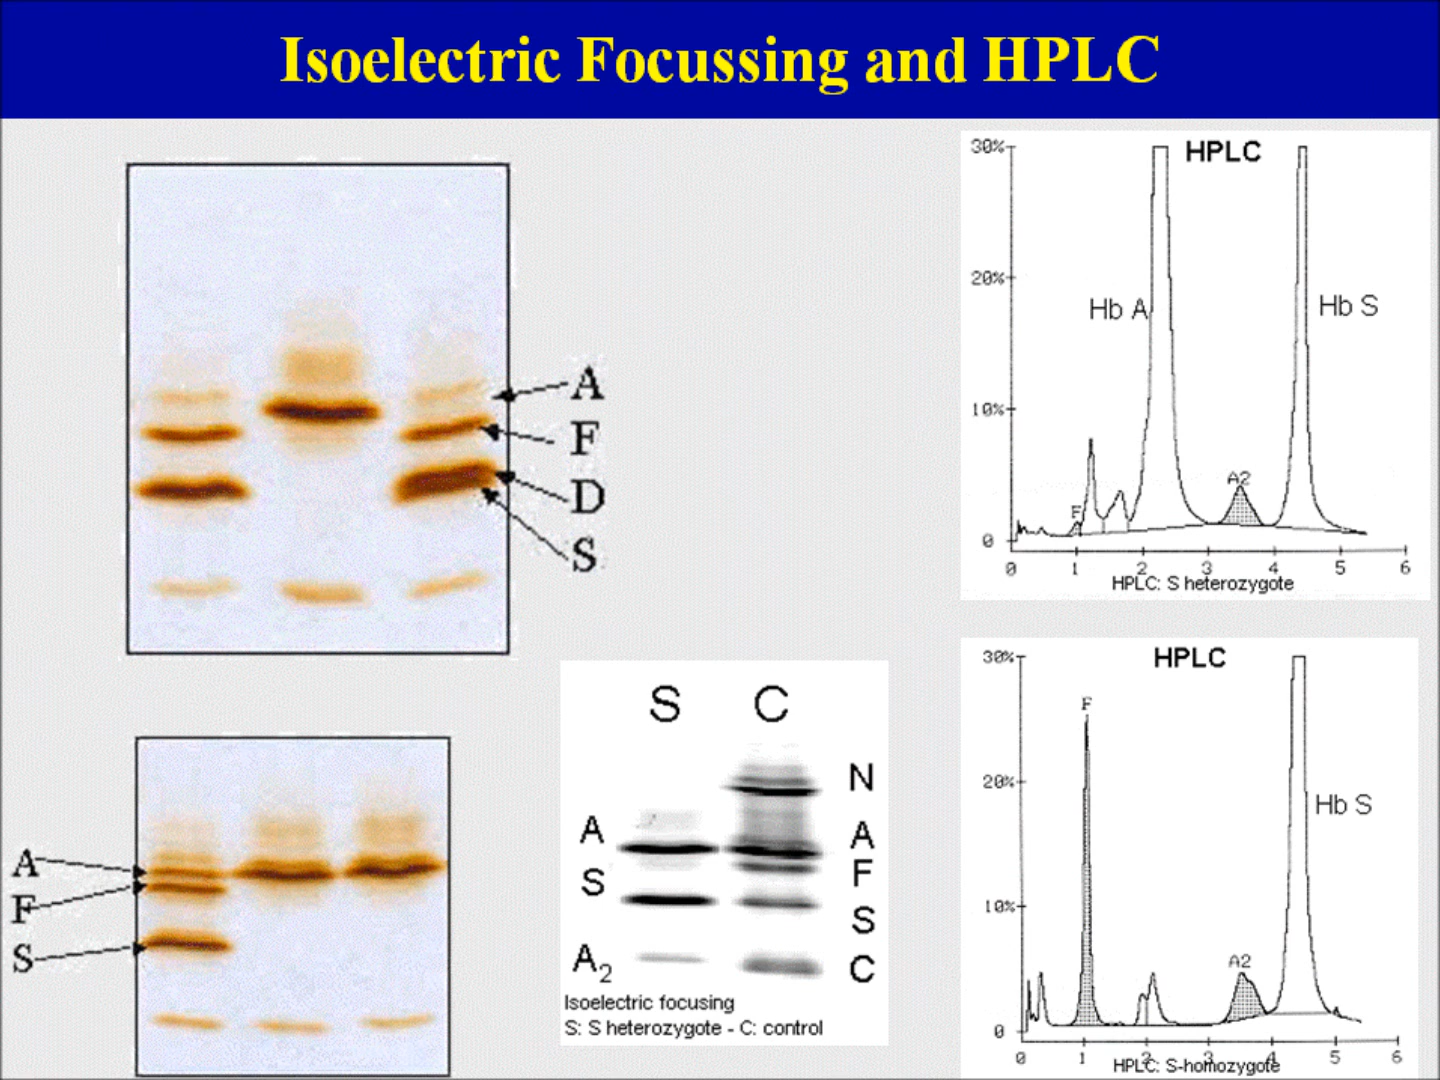 Isoelectric Focussing and HPLC
A
F
D
S
A
F
S
S C
A
S
A2
N
A
F
S
C
Isoelectric focusing
S: S heterozygote - C: control
HPLC
30%
20%
10%
0
Hb A
Hb S
F
A2
0 1 2 3 4 5 6
HPLC: S heterozygote
HPLC
30%
20%
10%
0
F
Hb S
A2
0 1 2 3 4 5 6
HPLC: S-homozygote